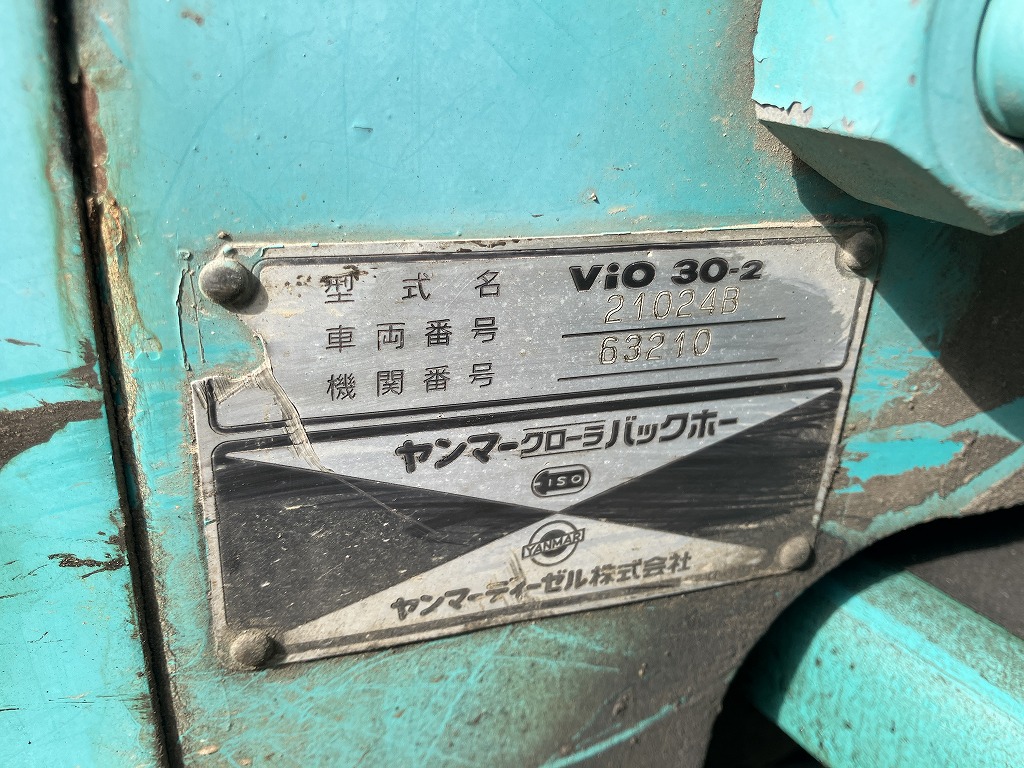 型式名 ViO 30-2
車両番号 21024B
機関番号 63210
ヤンマークローラバックホー
ISO
YANMAR
ヤンマーディーゼル株式会社